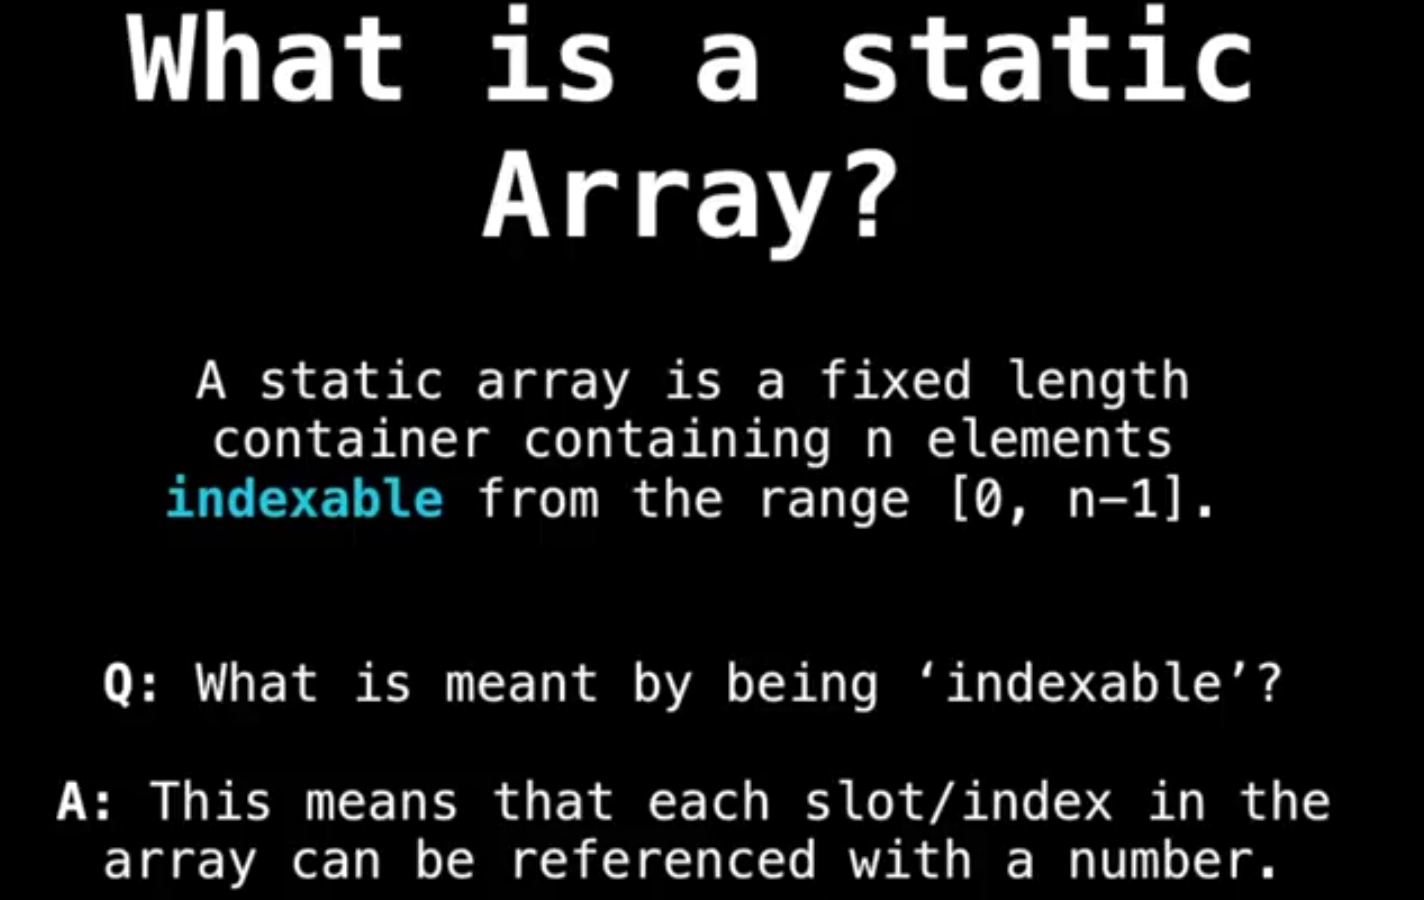 What is a static
Array?
A static array is a fixed length
container containing n elements
indexable from the range [0, n−1].
Q: What is meant by being ‘indexable’?
A: This means that each slot/index in the
array can be referenced with a number.